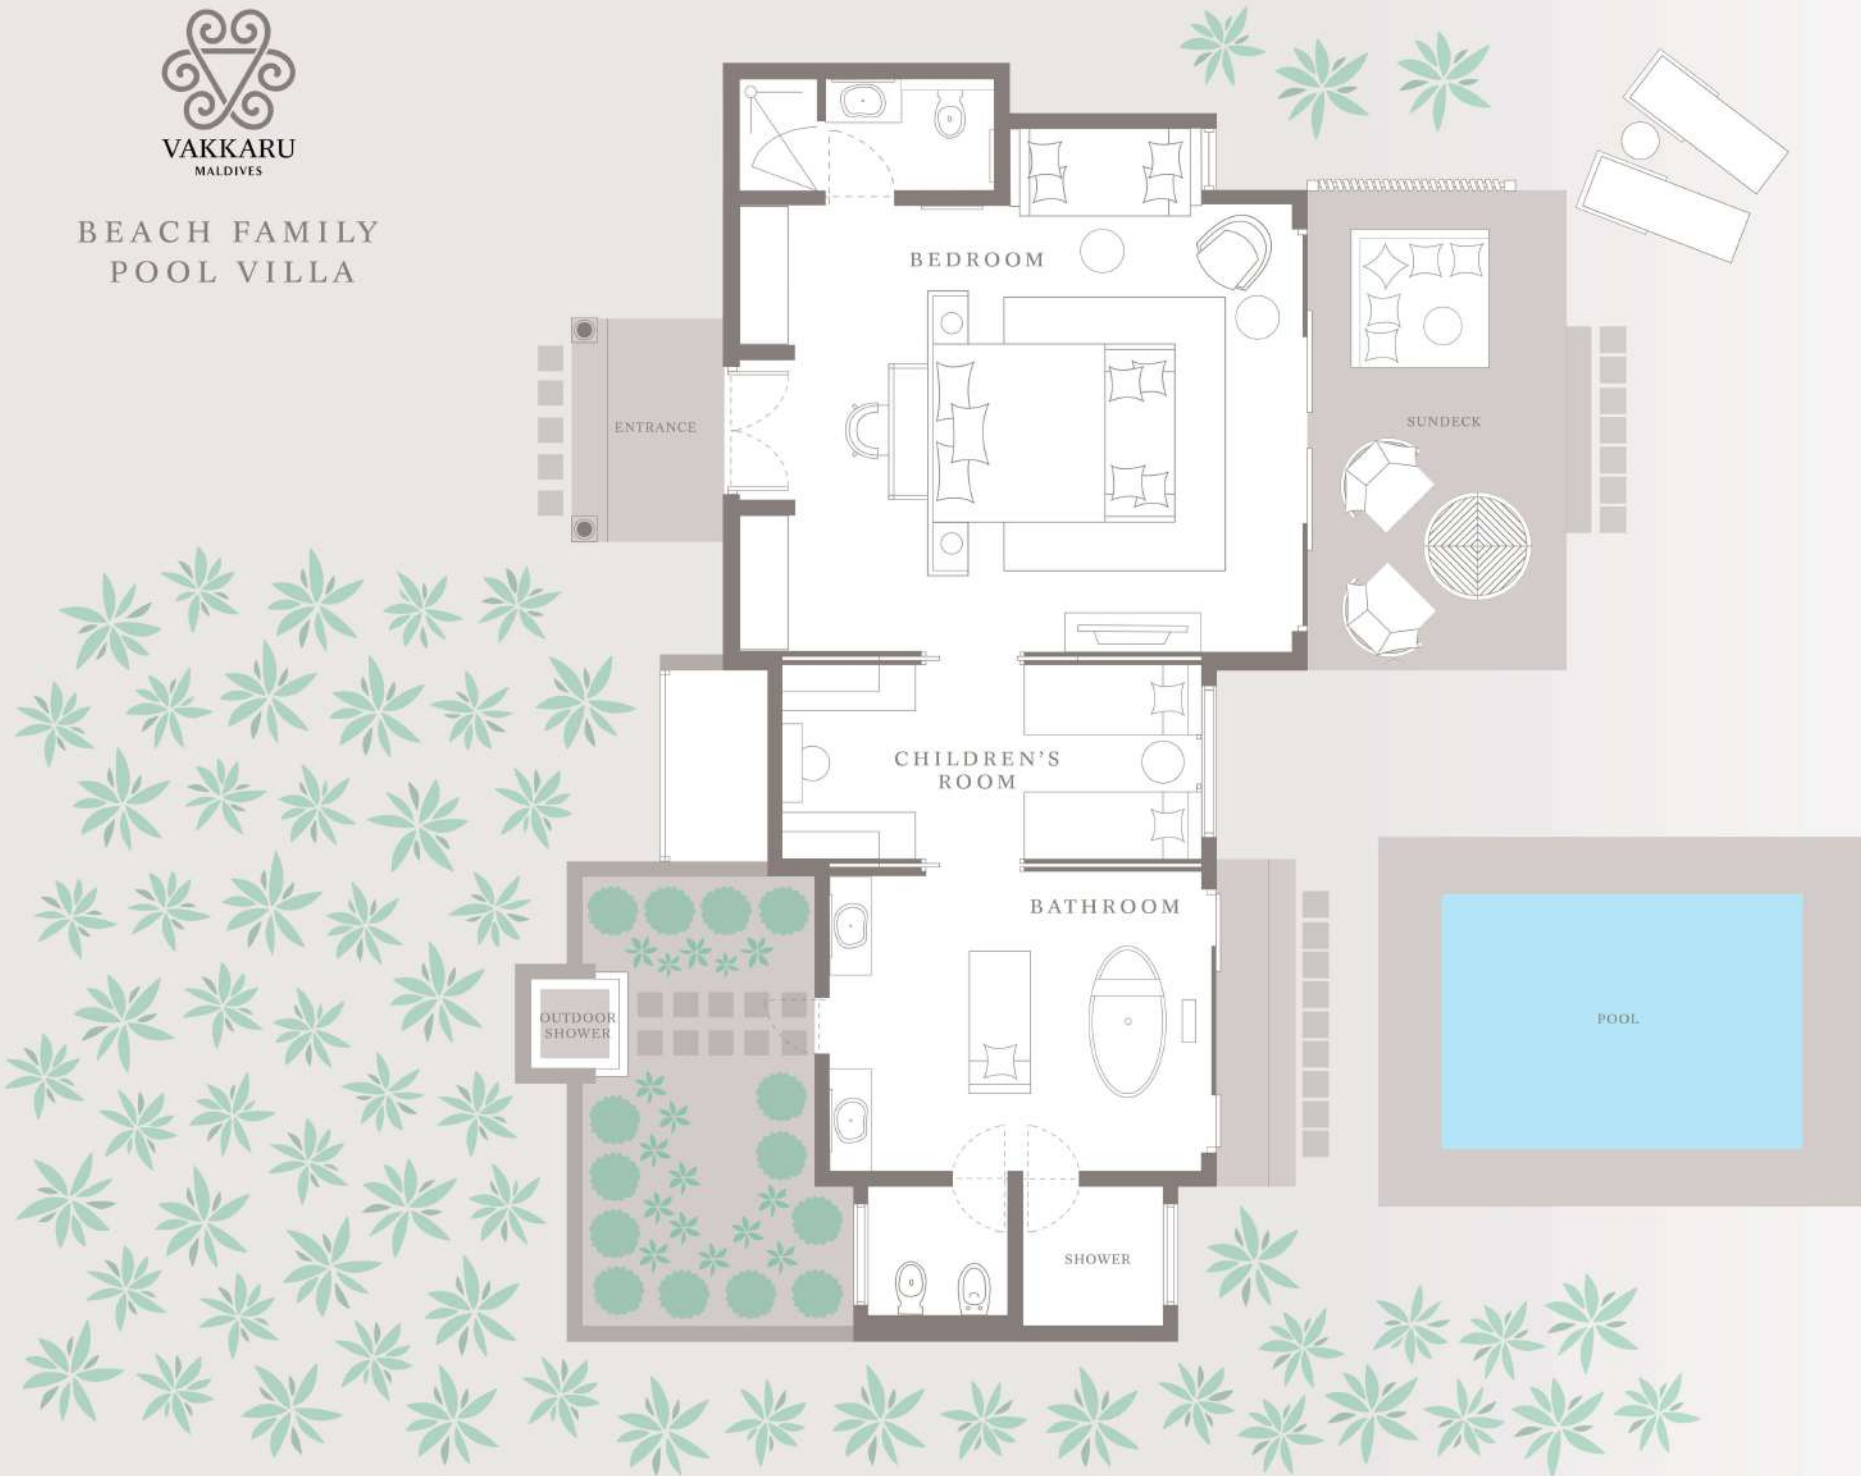 VAKKARU
MALDIVES
BEACH FAMILY
POOL VILLA
BEDROOM
ENTRANCE
SUNDECK
CHILDREN'S
ROOM
BATHROOM
OUTDOOR
SHOWER
POOL
SHOWER